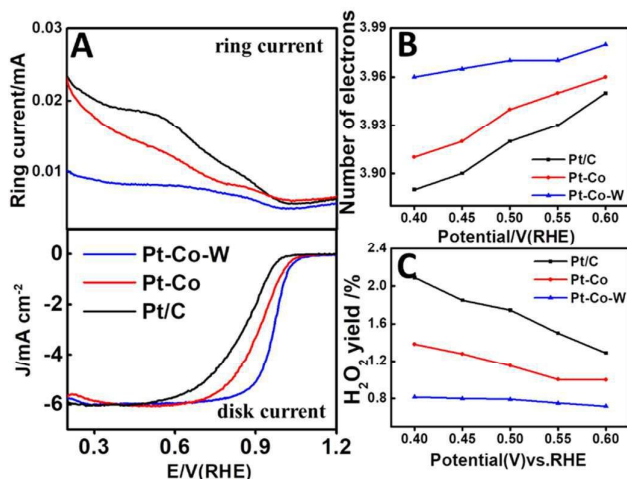 A
ring current
Ring current/mA
0.03
0.02
0.01
Pt-Co-W
Pt-Co
Pt/C
disk current
J/mA cm⁻²
0
-2
-4
-6
0.3 0.6 0.9 1.2
E/V(RHE)
B
Number of electrons
3.99
3.96
3.93
3.90
Pt/C
Pt-Co
Pt-Co-W
0.40 0.45 0.50 0.55 0.60
Potential/V(RHE)
C
H₂O₂ yield /%
2.4
2.0
1.6
1.2
0.8
Pt/C
Pt-Co
Pt-Co-W
0.40 0.45 0.50 0.55 0.60
Potential(V)vs.RHE